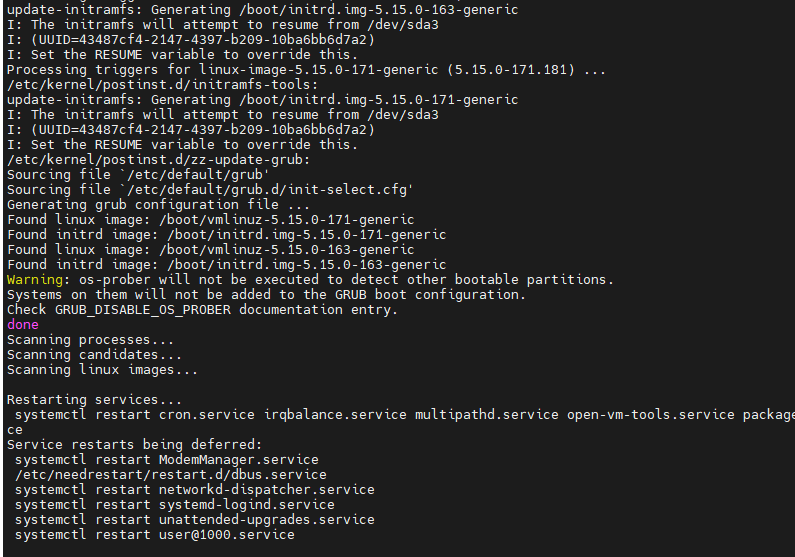 update-initramfs: Generating /boot/initrd.img-5.15.0-163-generic
I: The initramfs will attempt to resume from /dev/sda3
I: (UUID=43487cf4-2147-4397-b209-10ba6bb6d7a2)
I: Set the RESUME variable to override this.
Processing triggers for linux-image-5.15.0-171-generic (5.15.0-171.181) ...
/etc/kernel/postinst.d/initramfs-tools:
update-initramfs: Generating /boot/initrd.img-5.15.0-171-generic
I: The initramfs will attempt to resume from /dev/sda3
I: (UUID=43487cf4-2147-4397-b209-10ba6bb6d7a2)
I: Set the RESUME variable to override this.
/etc/kernel/postinst.d/zz-update-grub:
Sourcing file `/etc/default/grub'
Sourcing file `/etc/default/grub.d/init-select.cfg'
Generating grub configuration file ...
Found linux image: /boot/vmlinuz-5.15.0-171-generic
Found initrd image: /boot/initrd.img-5.15.0-171-generic
Found linux image: /boot/vmlinuz-5.15.0-163-generic
Found initrd image: /boot/initrd.img-5.15.0-163-generic
Warning: os-prober will not be executed to detect other bootable partitions.
Systems on them will not be added to the GRUB boot configuration.
Check GRUB_DISABLE_OS_PROBER documentation entry.
done
Scanning processes...
Scanning candidates...
Scanning linux images...
Restarting services...
systemctl restart cron.service irqbalance.service multipathd.service open-vm-tools.service package
ce
Service restarts being deferred:
systemctl restart ModemManager.service
/etc/needrestart/restart.d/dbus.service
systemctl restart networkd-dispatcher.service
systemctl restart systemd-logind.service
systemctl restart unattended-upgrades.service
systemctl restart user@1000.service